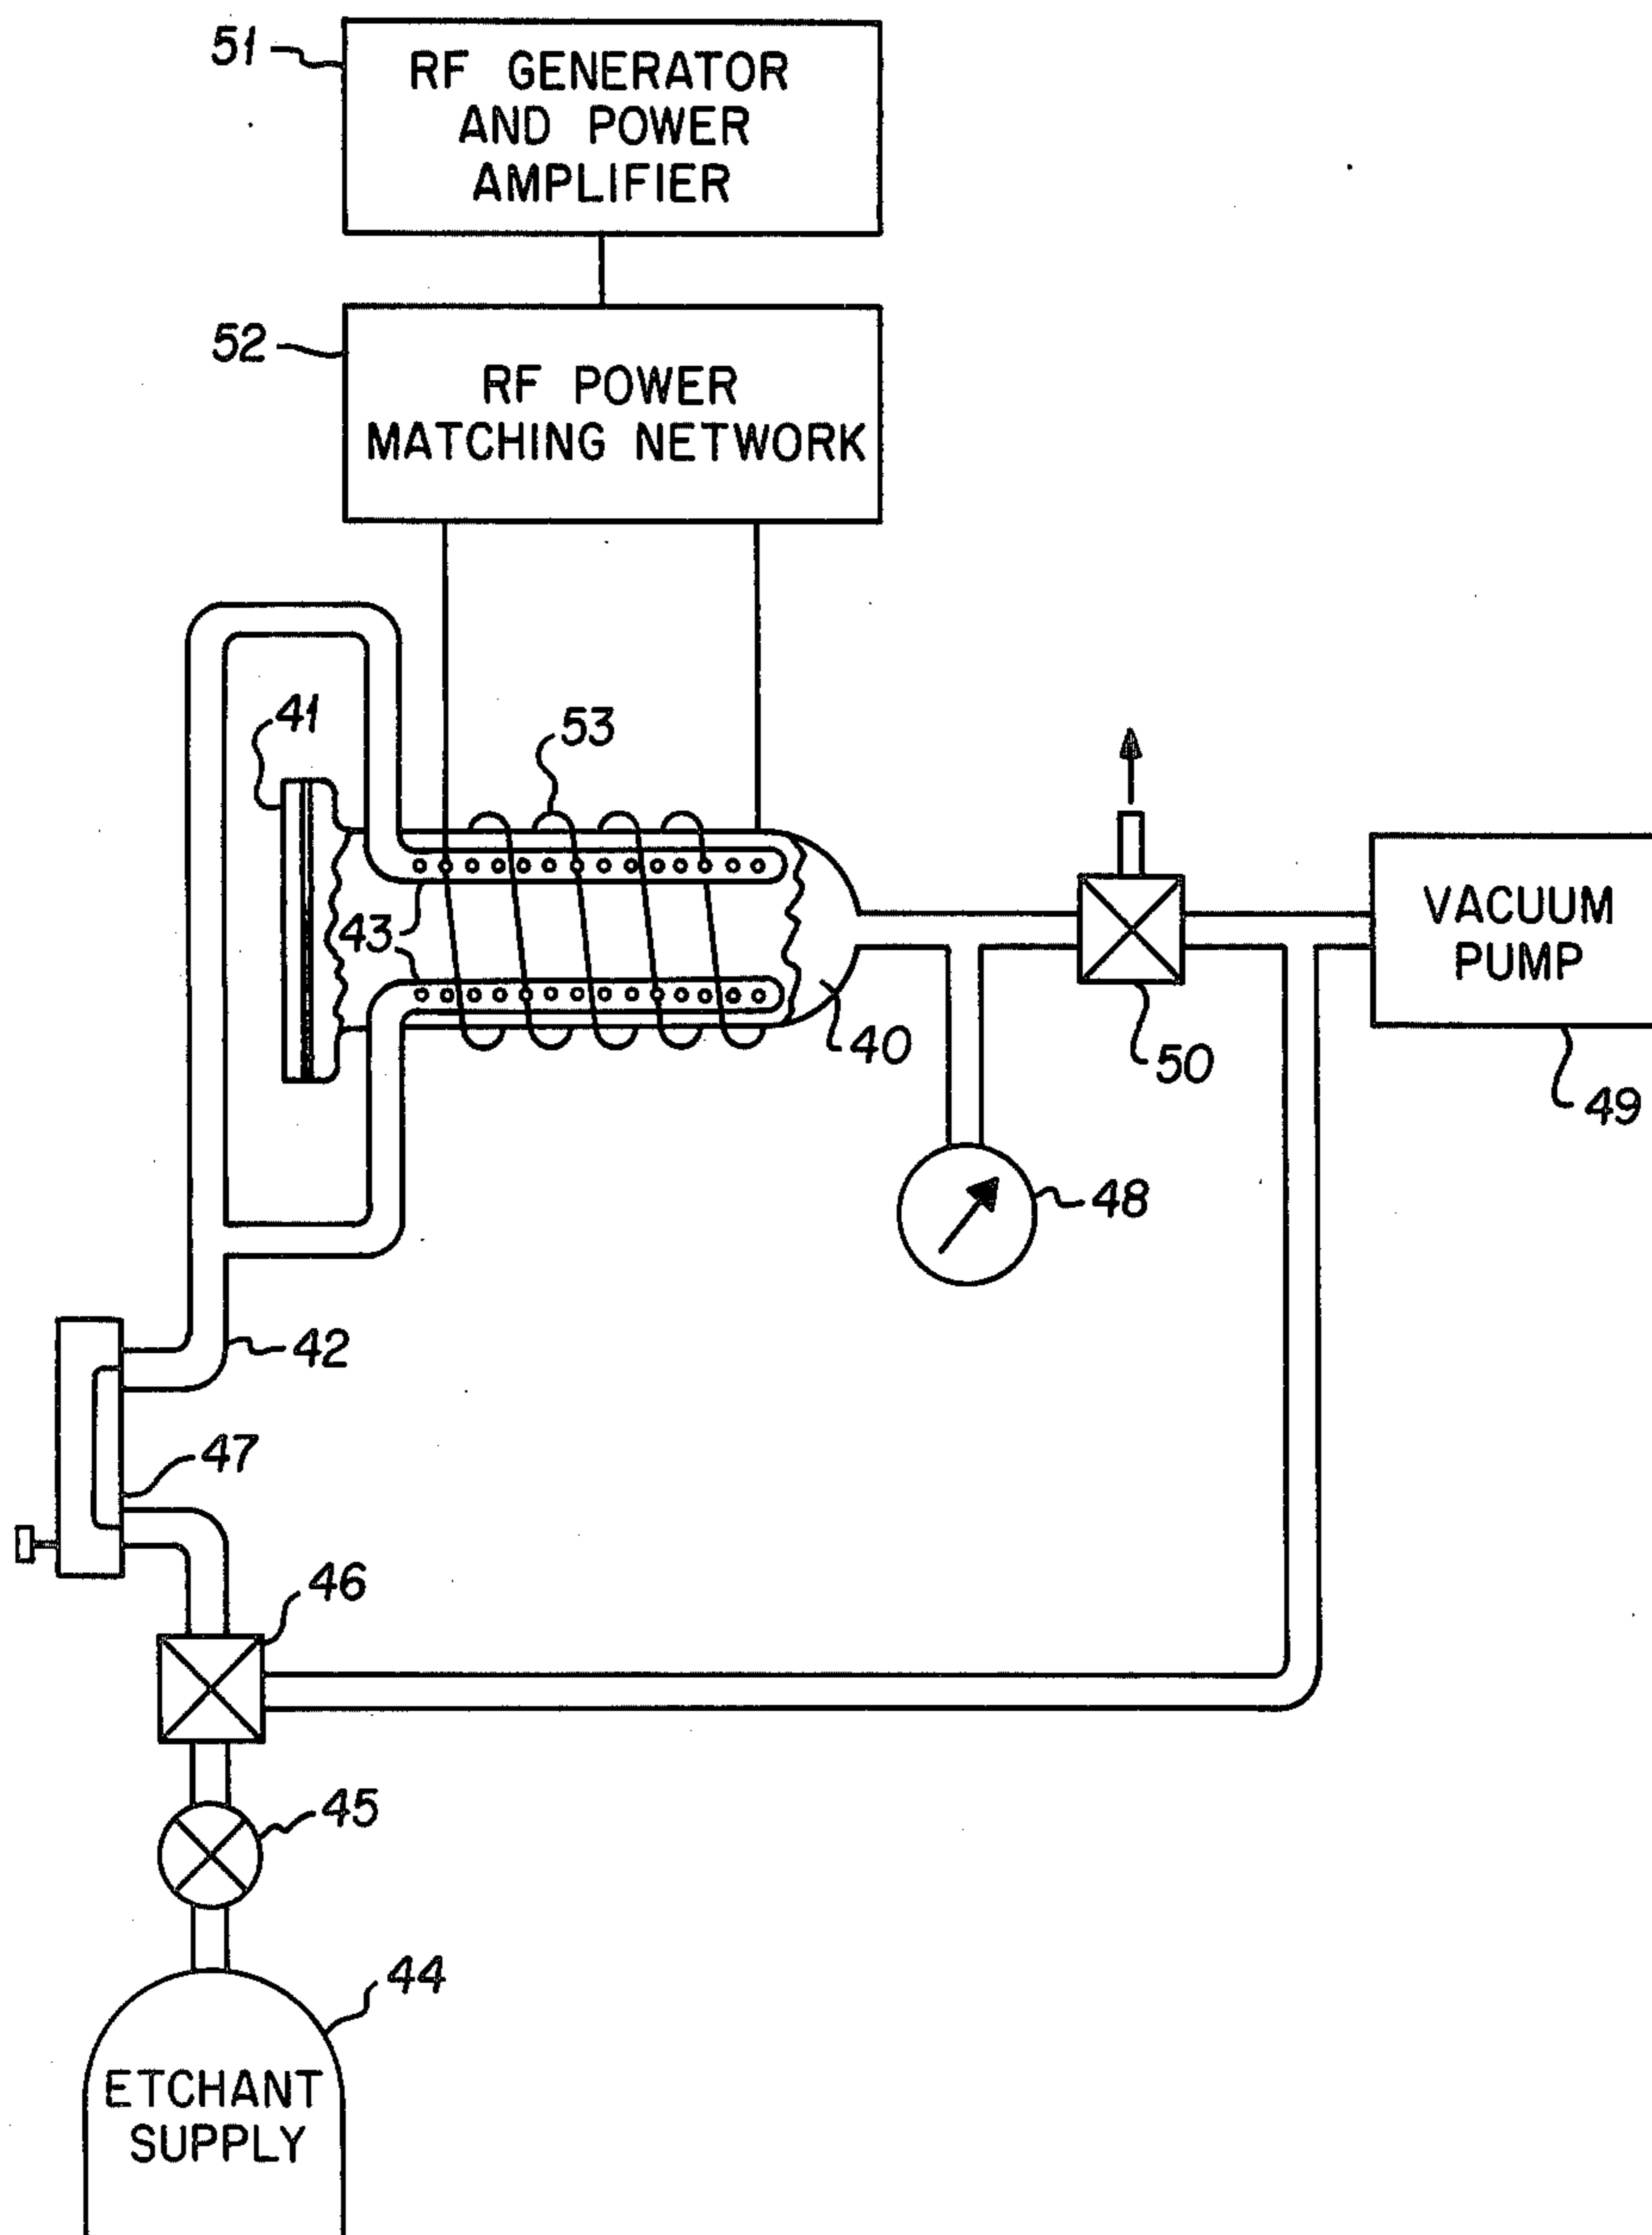 51
RF GENERATOR
AND POWER
AMPLIFIER
52
RF POWER
MATCHING NETWORK
41
53
43
40
50
VACUUM
PUMP
49
48
42
47
46
45
44
ETCHANT
SUPPLY